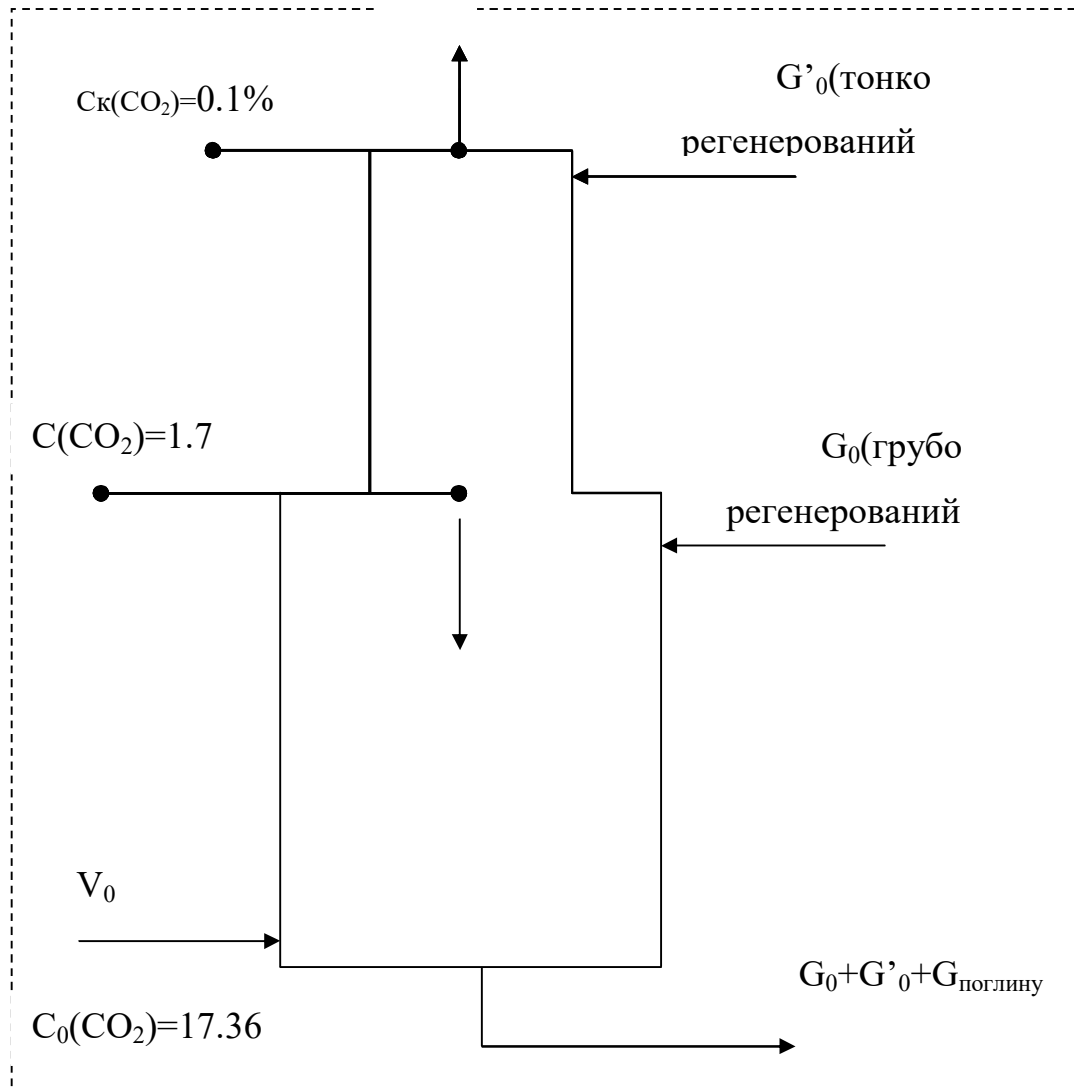 Ск(CO₂)=0.1%
G’₀(тонко
регенерований
C(CO₂)=1.7
G₀(грубо
регенерований
V₀
C₀(CO₂)=17.36
G₀+G’₀+Gпоглину